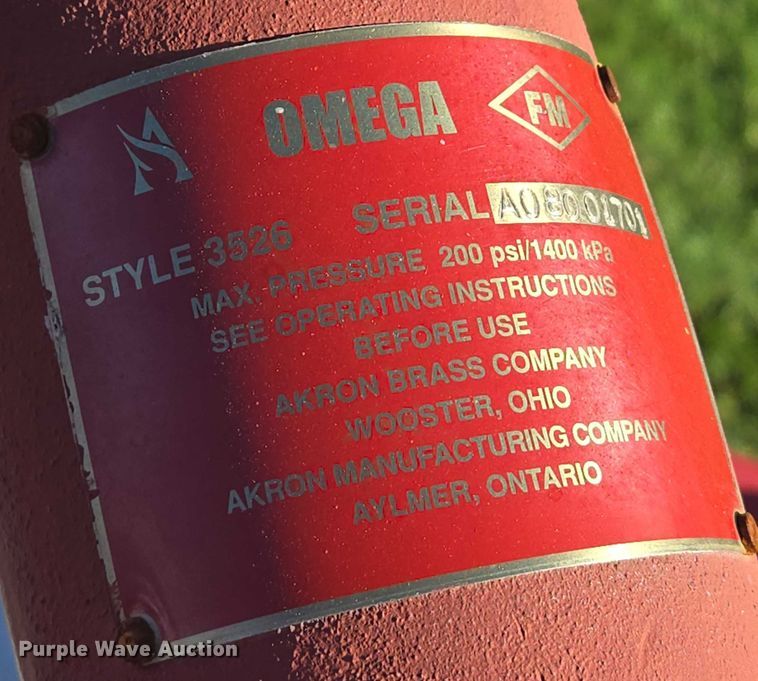 OMEGA
FM
STYLE 3526 SERIAL A08001701
MAX. PRESSURE 200 psi/1400 kPa
SEE OPERATING INSTRUCTIONS
BEFORE USE
AKRON BRASS COMPANY
WOOSTER, OHIO
AKRON MANUFACTURING COMPANY
AYLMER, ONTARIO
Purple Wave Auction